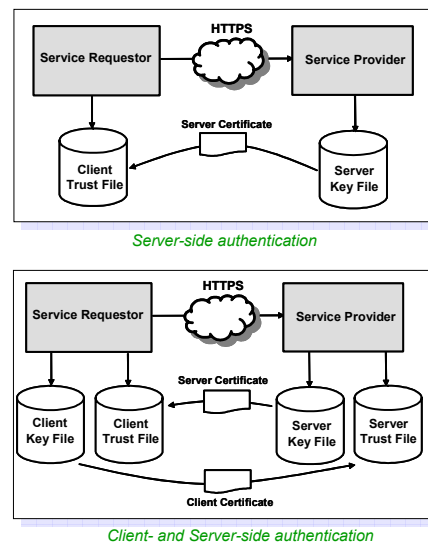 HTTPS
Service Requestor
Service Provider
Server Certificate
Client
Trust File
Server
Key File
Server-side authentication
HTTPS
Service Requestor
Service Provider
Server Certificate
Client
Key File
Client
Trust File
Server
Key File
Server
Trust File
Client Certificate
Client- and Server-side authentication